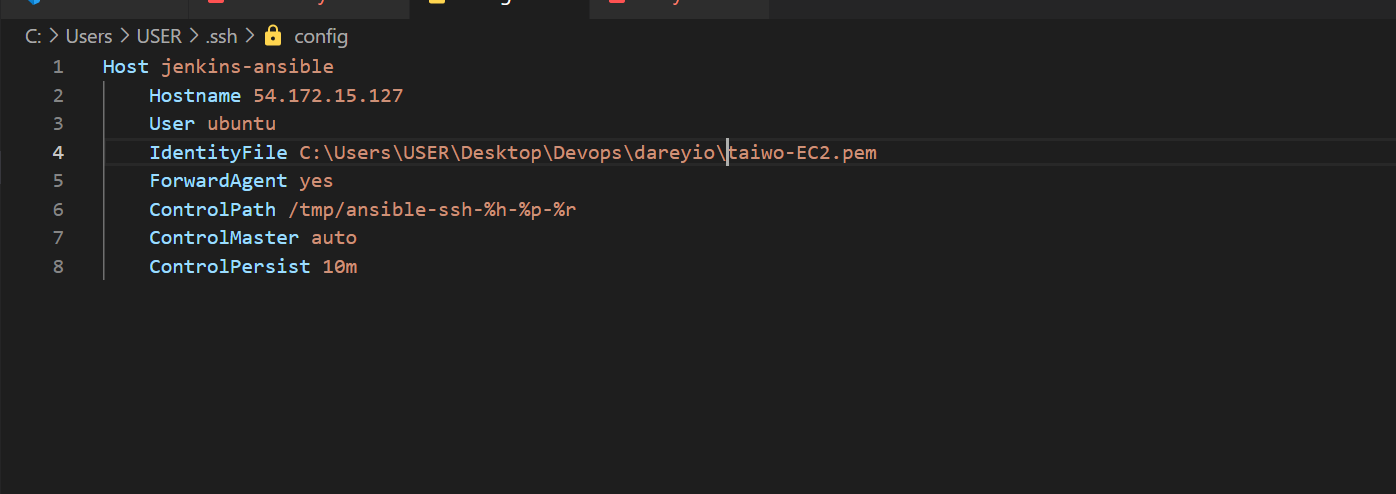 C: > Users > USER > .ssh > config
1 Host jenkins-ansible
2 Hostname 54.172.15.127
3 User ubuntu
4 IdentityFile C:\Users\USER\Desktop\Devops\dareyio\taiwo-EC2.pem
5 ForwardAgent yes
6 ControlPath /tmp/ansible-ssh-%h-%p-%r
7 ControlMaster auto
8 ControlPersist 10m